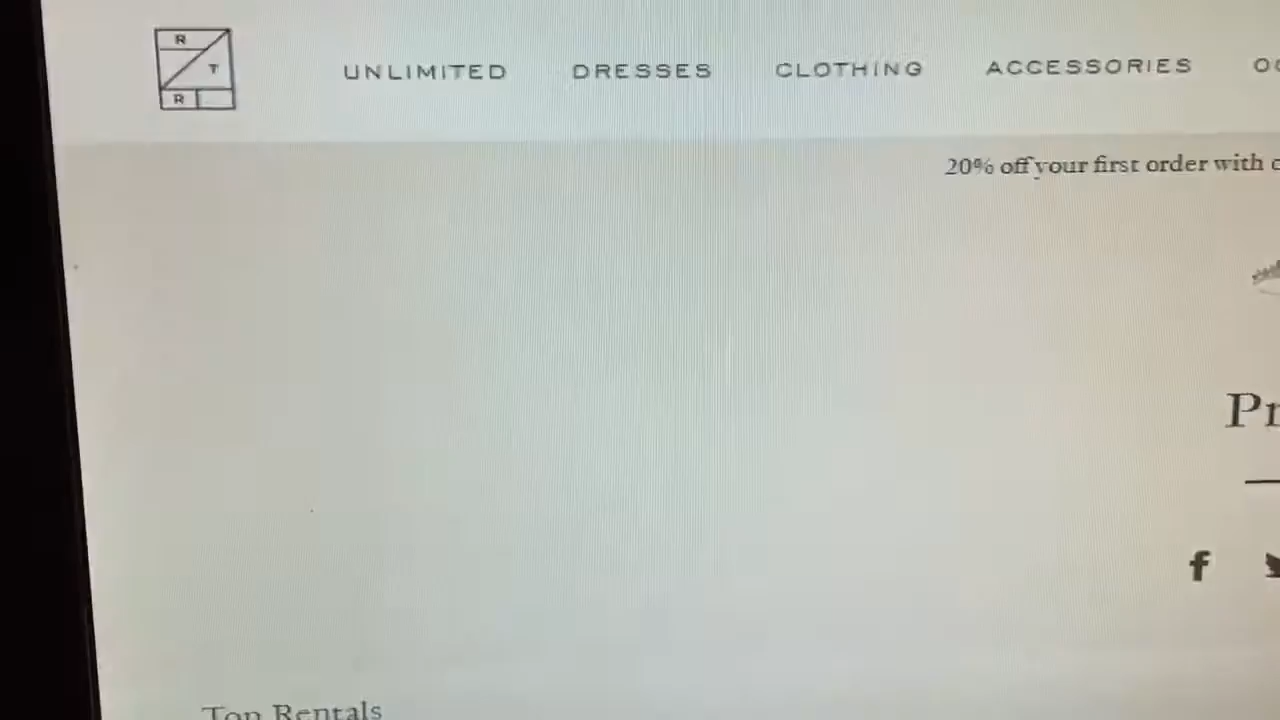 R
T
R
UNLIMITED DRESSES CLOTHING ACCESSORIES
20% off your first order with
Top Rentals